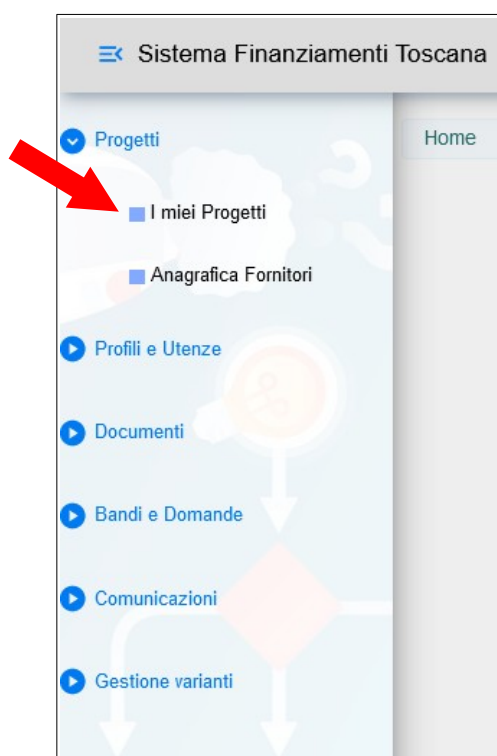 Sistema Finanziamenti Toscana
Progetti
Home
I miei Progetti
Anagrafica Fornitori
Profili e Utenze
Documenti
Bandi e Domande
Comunicazioni
Gestione varianti